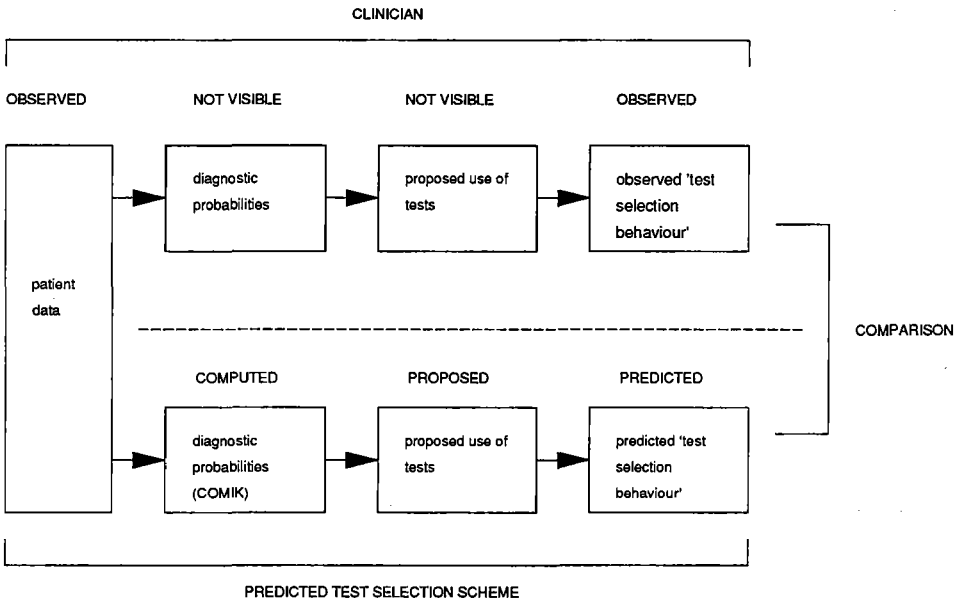 CLINICIAN
OBSERVED NOT VISIBLE NOT VISIBLE OBSERVED
diagnostic
probabilities
proposed use of
tests
observed 'test
selection
behaviour'
patient
data
COMPARISON
COMPUTED PROPOSED PREDICTED
diagnostic
probabilities
(COMIK)
proposed use of
tests
predicted 'test
selection
behaviour'
PREDICTED TEST SELECTION SCHEME